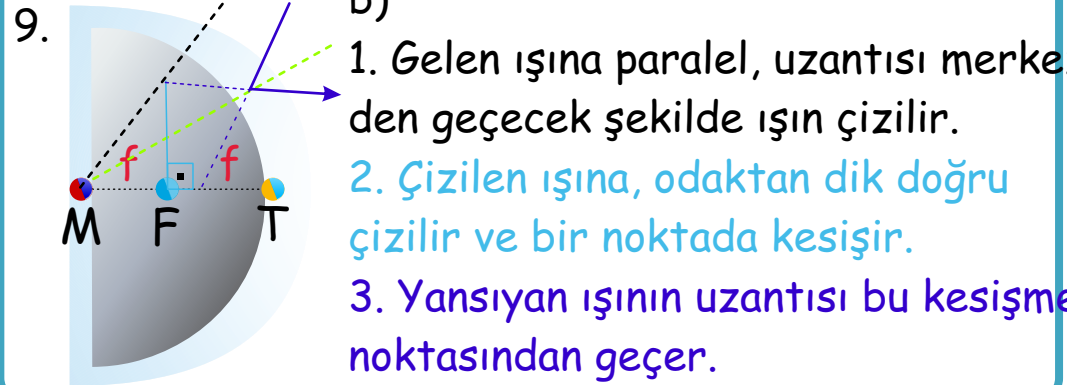 9.
b)
1. Gelen ışına paralel, uzantısı
den geçecek şekilde ışın çizilir.
2. Çizilen ışına, odaktan dik doğru
çizilir ve bir noktada kesişir.
3. Yansıyan ışının uzantısı bu kesişme
noktasından geçer.
f f
M F T